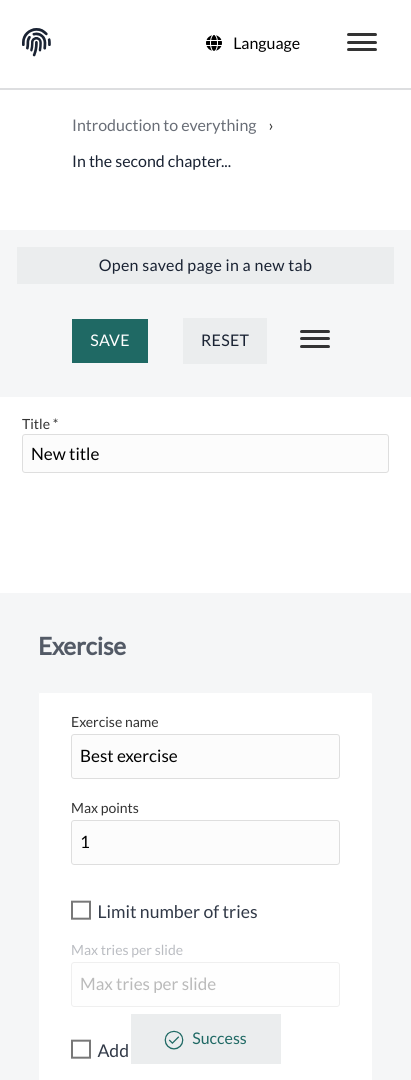 Language
Introduction to everything ›
In the second chapter...
Open saved page in a new tab
SAVE
RESET
Title *
New title
Exercise
Exercise name
Best exercise
Max points
1
Limit number of tries
Max tries per slide
Max tries per slide
Add
Success